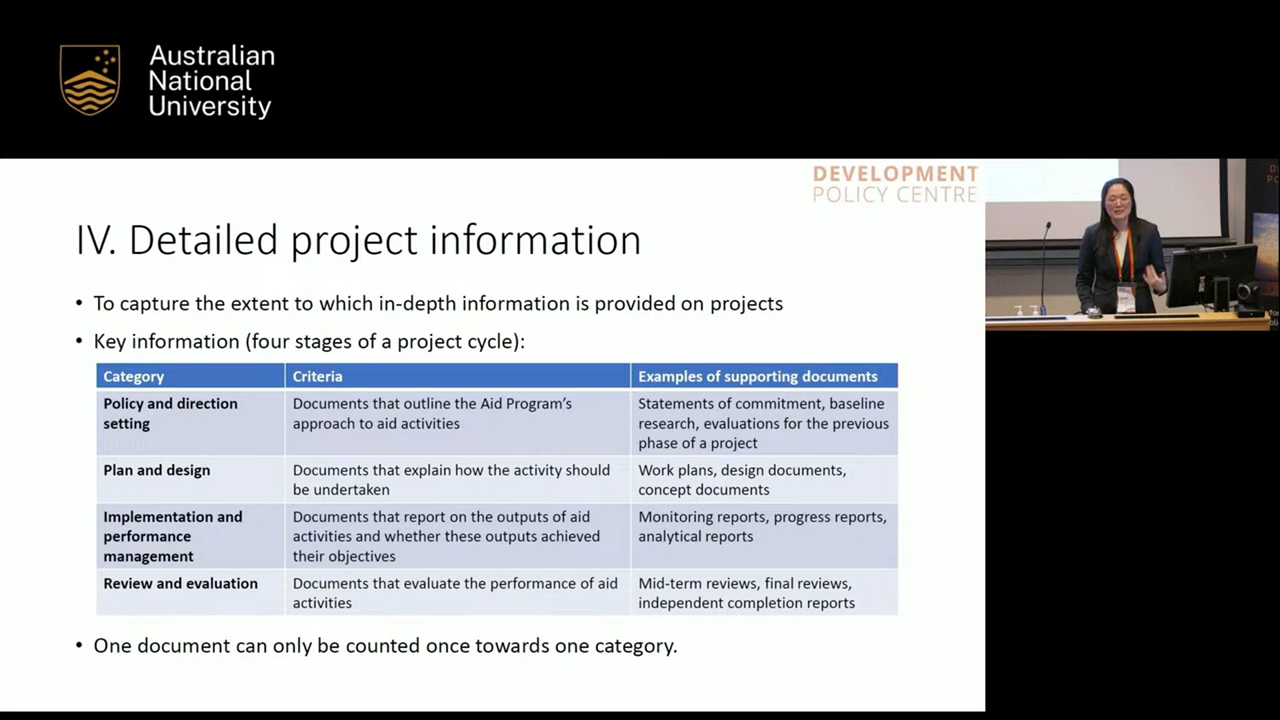 Australian
National
University
DEVELOPMENT
POLICY CENTRE
IV. Detailed project information
• To capture the extent to which in-depth information is provided on projects
• Key information (four stages of a project cycle):
Category Criteria Examples of supporting documents
Policy and direction setting Documents that outline the Aid Program's approach to aid activities Statements of commitment, baseline research, evaluations for the previous phase of a project
Plan and design Documents that explain how the activity should be undertaken Work plans, design documents, concept documents
Implementation and performance management Documents that report on the outputs of aid activities and whether these outputs achieved their objectives Monitoring reports, progress reports, analytical reports
Review and evaluation Documents that evaluate the performance of aid activities Mid-term reviews, final reviews, independent completion reports
• One document can only be counted once towards one category.